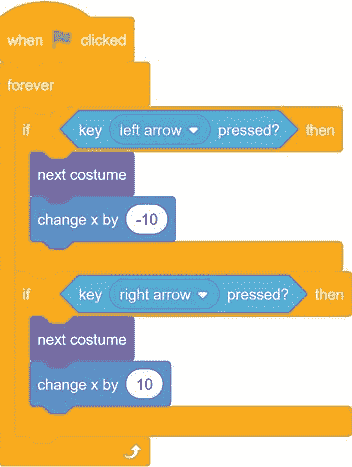 when clicked
forever
if key left arrow pressed? then
next costume
change x by -10
if key right arrow pressed? then
next costume
change x by 10